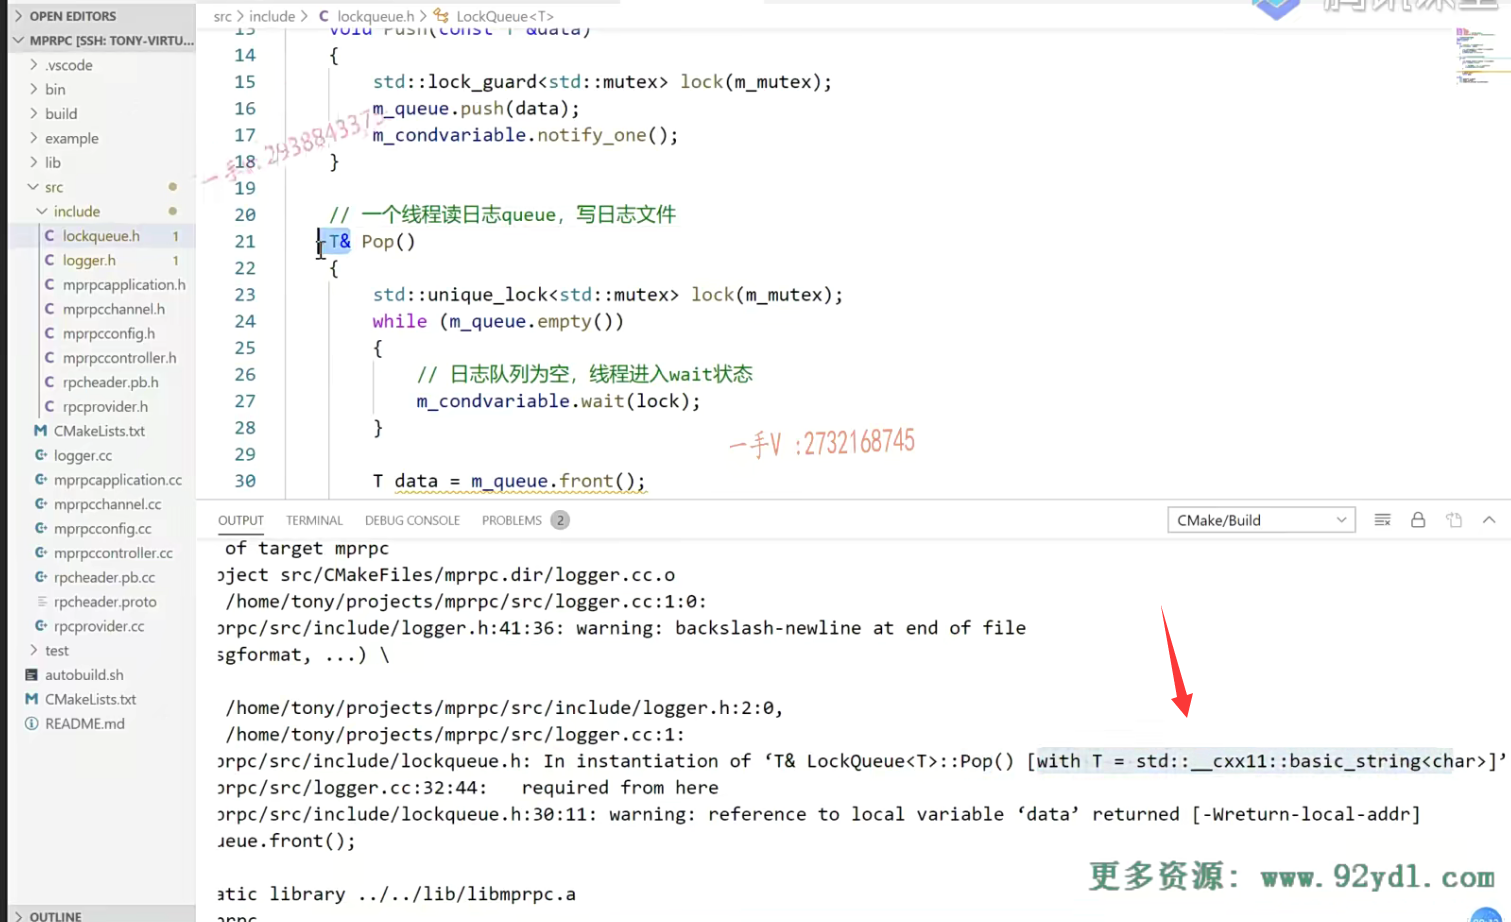 OPEN EDITORS
MPRPC [SSH: TONY-VIRTU...
.vscode
bin
build
example
lib
src
include
C lockqueue.h 1
C logger.h 1
C mprpcapplication.h
C mprpcchannel.h
C mprpcconfig.h
C mprpccontroller.h
C rpcheader.pb.h
C rpcprovider.h
M CMakeLists.txt
logger.cc
mprpcapplication.cc
mprpcchannel.cc
mprpcconfig.cc
mprpccontroller.cc
rpcheader.pb.cc
rpcheader.proto
rpcprovider.cc
test
autobuild.sh
M CMakeLists.txt
README.md
OUTLINE
src > include > C lockqueue.h > LockQueue<T>
13 void Push(const T &data)
14 {
15 std::lock_guard<std::mutex> lock(m_mutex);
16 m_queue.push(data);
17 m_condvariable.notify_one();
18 }
19
20 // 一个线程读日志queue，写日志文件
21 T& Pop()
22 {
23 std::unique_lock<std::mutex> lock(m_mutex);
24 while (m_queue.empty())
25 {
26 // 日志队列为空，线程进入wait状态
27 m_condvariable.wait(lock);
28 }
29
30 T data = m_queue.front();
一手V :2732168745
OUTPUT TERMINAL DEBUG CONSOLE PROBLEMS 2 CMake/Build
of target mprpc
bject src/CMakeFiles/mprpc.dir/logger.cc.o
/home/tony/projects/mprpc/src/logger.cc:1:0:
prpc/src/include/logger.h:41:36: warning: backslash-newline at end of file
sgformat, ...) \
/home/tony/projects/mprpc/src/include/logger.h:2:0,
/home/tony/projects/mprpc/src/logger.cc:1:
prpc/src/include/lockqueue.h: In instantiation of ‘T& LockQueue<T>::Pop() [with T = std::__cxx11::basic_string<char>]’
prpc/src/logger.cc:32:44: required from here
prpc/src/include/lockqueue.h:30:11: warning: reference to local variable ‘data’ returned [-Wreturn-local-addr]
ueue.front();
atic library ../../lib/libmprpc.a
更多资源: www.92ydl.com